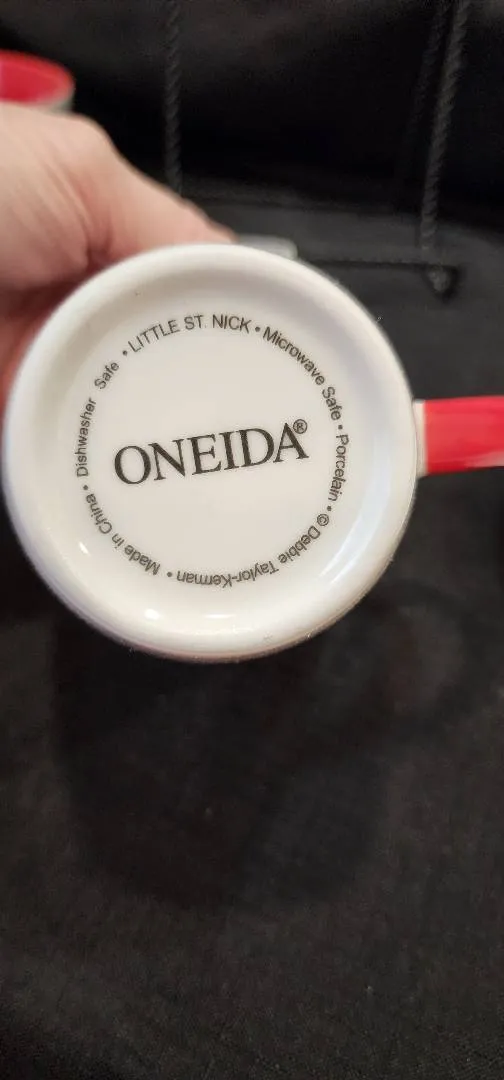 • LITTLE ST. NICK • Microwave Safe • Porcelain • © Debbie Taylor-Kerman • Made in China • Dishwasher Safe
ONEIDA®